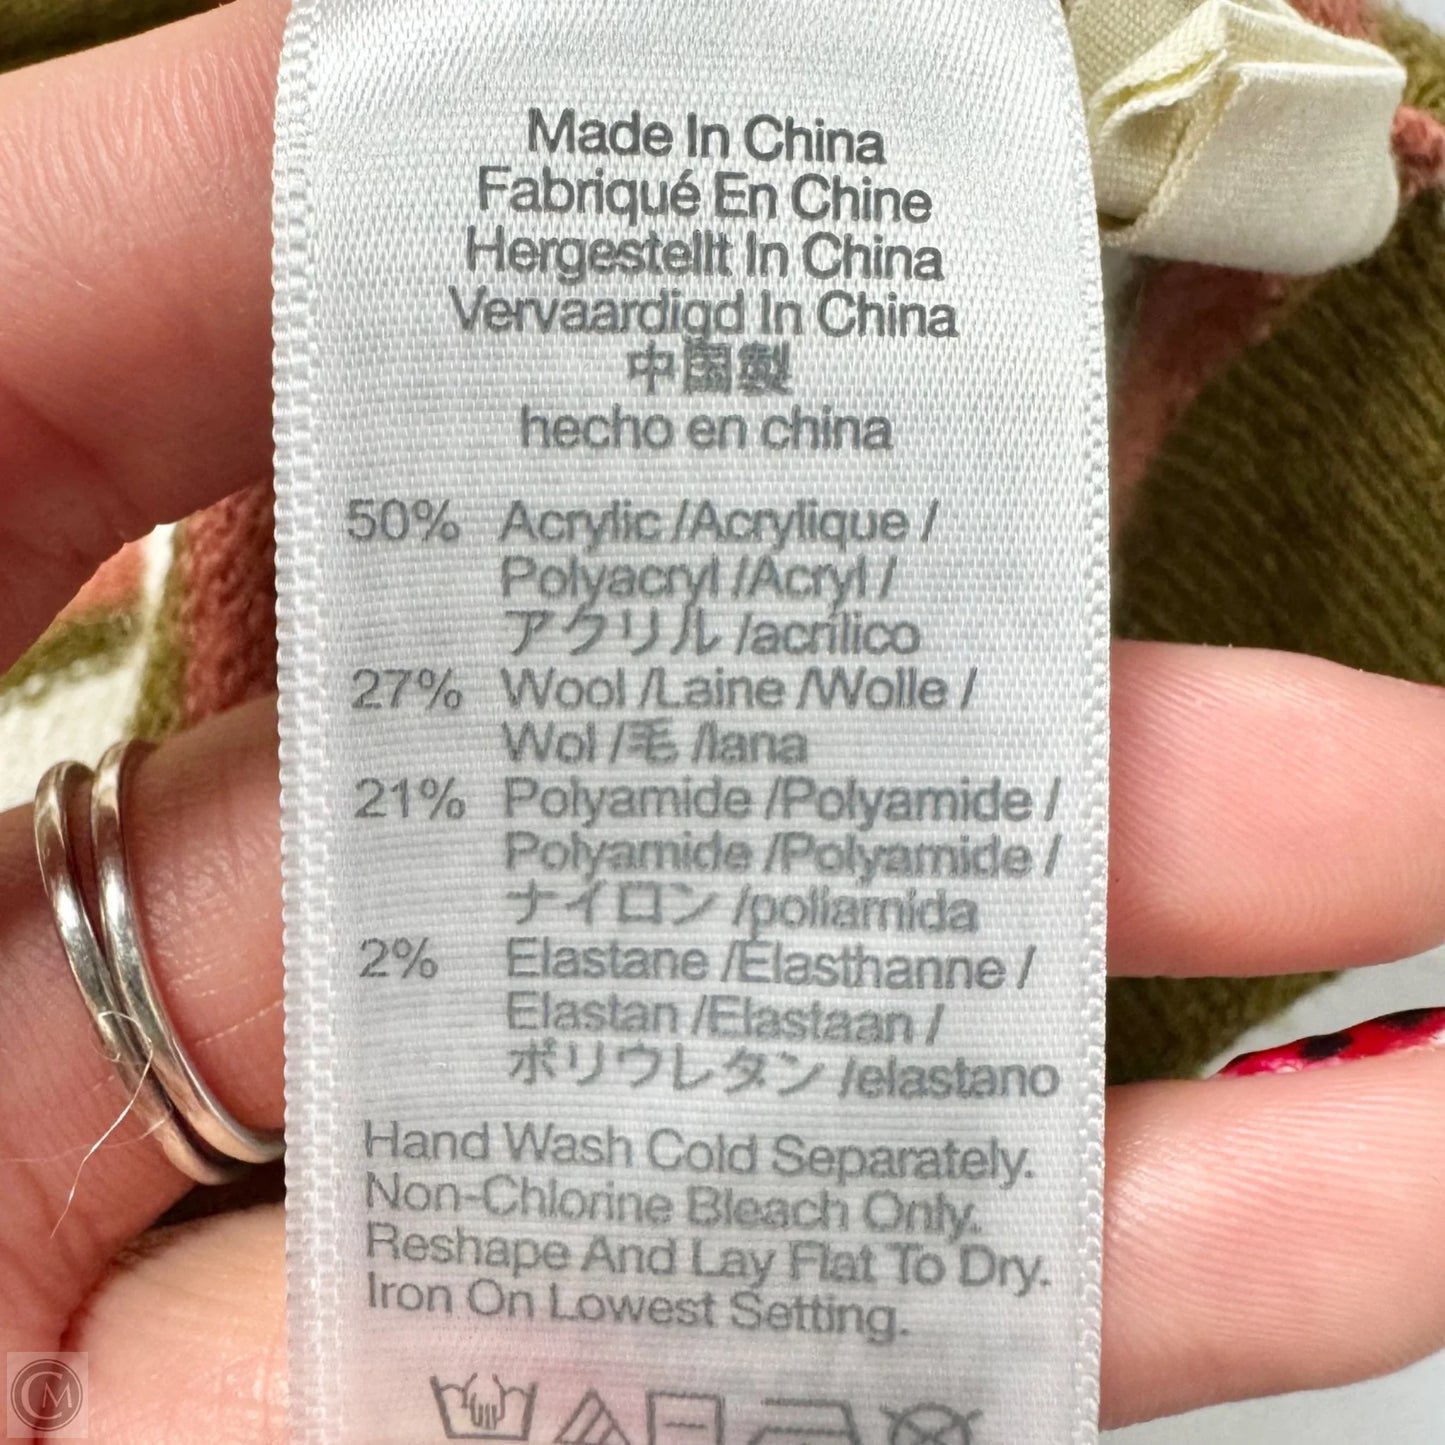 Made In China
Fabriqué En Chine
Hergestellt In China
Vervaardigd In China
中国製
hecho en china
50% Acrylic /Acrylique /
Polyacryl /Acryl /
アクリル /acrílico
27% Wool /Laine /Wolle /
Wol /毛 /lana
21% Polyamide /Polyamide /
Polyamide /Polyamide /
ナイロン /poliamida
2% Elastane /Élasthanne /
Elastan /Elastaan /
ポリウレタン /elastano
Hand Wash Cold Separately.
Non-Chlorine Bleach Only.
Reshape And Lay Flat To Dry.
Iron On Lowest Setting.
CM